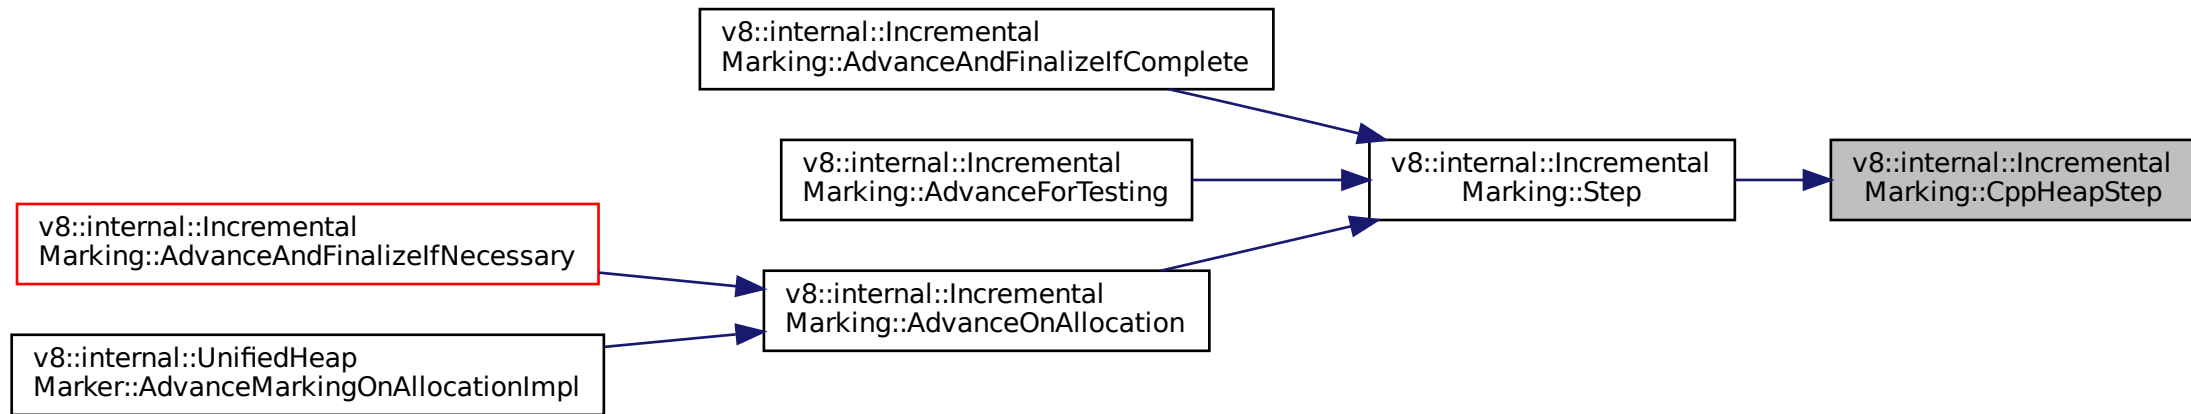 v8::internal::Incremental
Marking::AdvanceAndFinalizeIfComplete
v8::internal::Incremental
Marking::AdvanceForTesting
v8::internal::Incremental
Marking::Step
v8::internal::Incremental
Marking::CppHeapStep
v8::internal::Incremental
Marking::AdvanceAndFinalizeIfNecessary
v8::internal::Incremental
Marking::AdvanceOnAllocation
v8::internal::UnifiedHeap
Marker::AdvanceMarkingOnAllocationImpl